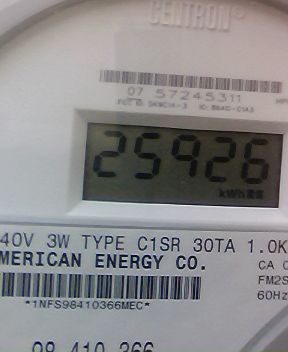 CENTRON®
07 57245311
25926
kWh
40V 3W TYPE C1SR 30TA 1.0K
MERICAN ENERGY CO.
CA 0
FM2S
60Hz
*1NFS98410366MEC*
98 410 366